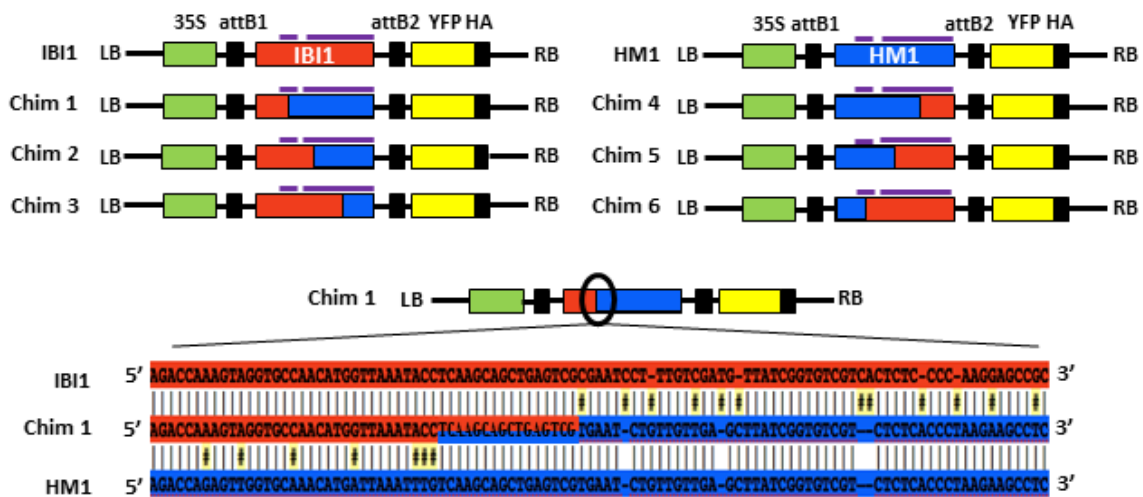 35S attB1 attB2 YFP HA
IBI1 LB IBI1 RB
Chim 1 LB RB
Chim 2 LB RB
Chim 3 LB RB
35S attB1 attB2 YFP HA
HM1 LB HM1 RB
Chim 4 LB RB
Chim 5 LB RB
Chim 6 LB RB
Chim 1 LB RB
IBI1 5’ AGACCAAAGTAGGTGCCAACATGGTTAAATACCTCAAGCAGCTGAGTCGCGAATCCT-TTGTCGATG-TTATCGGTGTCGTCACTCTC-CCC-AAGGAGCCGC 3’
# # # # # # ## # # # #
Chim 1 5’ AGACCAAAGTAGGTGCCAACATGGTTAAATACCTCAAGCAGCTGAGTCGTGAAT-CTGTTGTTGA-GCTTATCGGTGTCGT--CTCTCACCCTAAGAAGCCTC 3’
# # # # ###
HM1 5’ AGACCAGAGTTGGTGCAAACATGATTAAATTTGTCAAGCAGCTGAGTCGTGAAT-CTGTTGTTGA-GCTTATCGGTGTCGT--CTCTCACCCTAAGAAGCCTC 3’